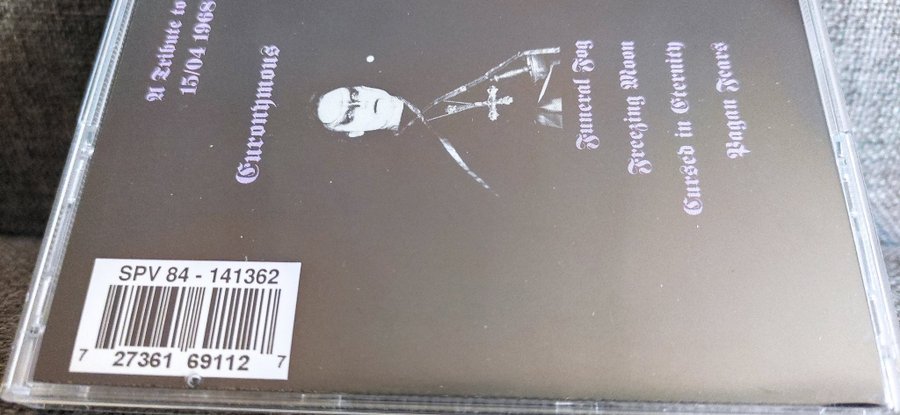 A Tribute to
15/04 1968
Euronymous
Funeral Fog
Freezing Moon
Cursed in Eternity
Pagan Fears
SPV 84 - 141362
7 27361 69112 7